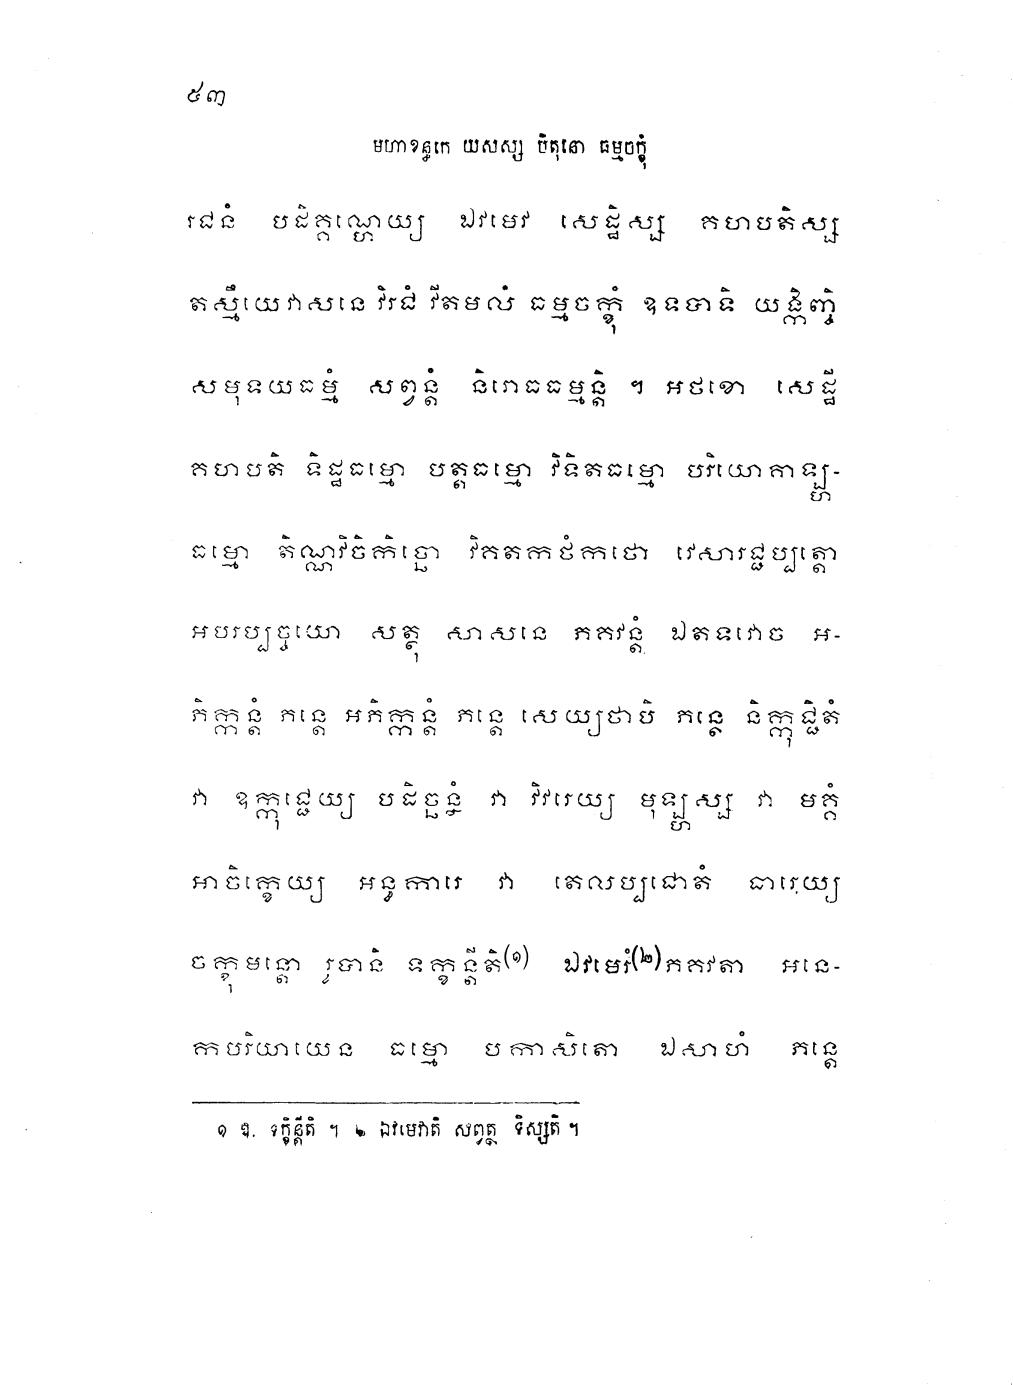 ៥៣
មហាខន្ធកេ យសស្ស បិតុនោ ធម្មចក្ខុំ
រជនំ បដិគ្គណ្ហេយ្យ ឯវមេវ សេដ្ឋិស្ស គហបតិស្ស
តស្មឹយេវាសនេ វិរជំ វីតមលំ ធម្មចក្ខុំ ឧទបាទិ យង្កិញ្ចិ
សមុទយធម្មំ សព្វន្តំ និរោធធម្មន្តិ ។ អថខោ សេដ្ឋី
គហបតិ ទិដ្ឋធម្មោ បត្តធម្មោ វិទិតធម្មោ បរិយោគាឡ្ហ-
ធម្មោ តិណ្ណវិចិកិច្ឆោ វិគតកថំកថោ វេសារជ្ជប្បត្តោ
អបរប្បច្ចយោ សត្ថុ សាសនេ ភគវន្តំ ឯតទវោច អ-
ភិក្កន្តំ ភន្តេ អភិក្កន្តំ ភន្តេ សេយ្យថាបិ ភន្តេ និក្កុជ្ជិតំ
វា ឧក្កុជ្ជេយ្យ បដិច្ឆន្នំ វា វិវរេយ្យ មុឡ្ហស្ស វា មគ្គំ
អាចិក្ខេយ្យ អន្ធការេ វា តេលប្បជោតំ ធារេយ្យ
ចក្ខុមន្តោ រូបានិ ទក្ខន្តីតិ(១) ឯវមេវំ(២)ភគវតា អនេ-
កបរិយាយេន ធម្មោ បកាសិតោ ឯសាហំ ភន្តេ
១ ឱ. ទក្ខិន្តីតិ ។ ២ ឯវមេវាតិ សព្វត្ថ ទិស្សតិ ។